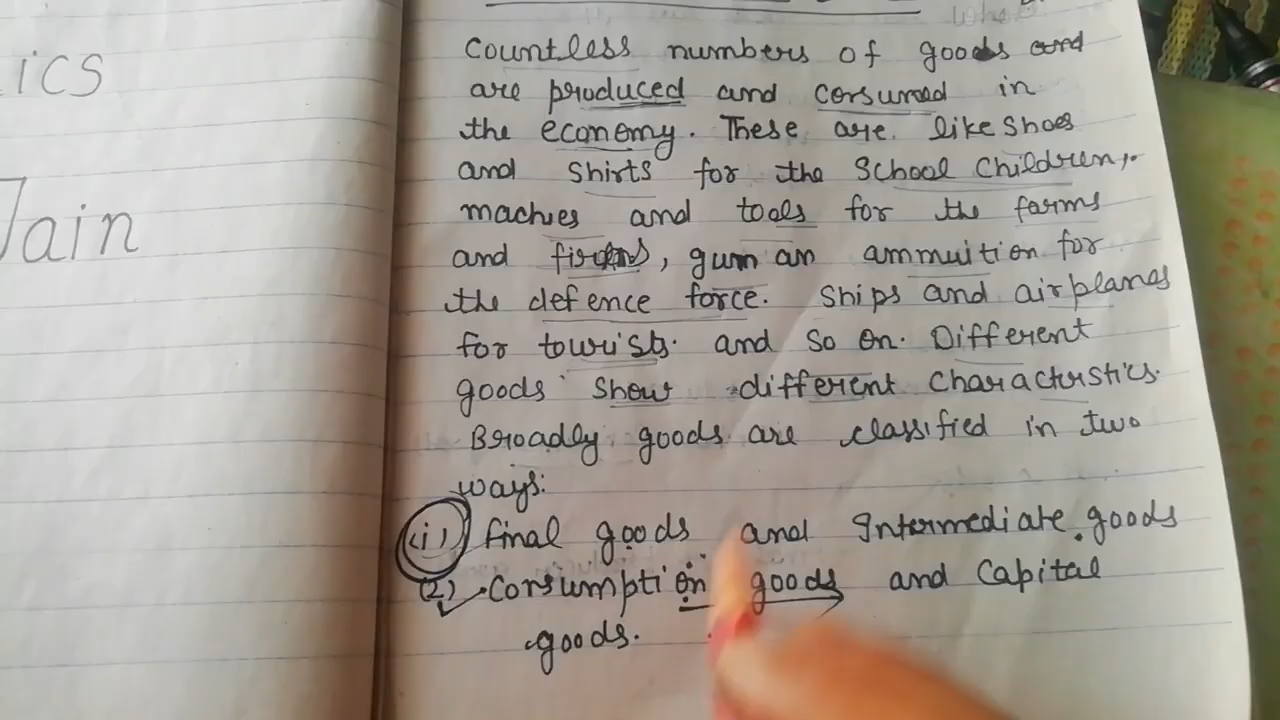 ics
Jain
Countless numbers of goods and
are produced and corsumed in
the economy. These are like shoes
and shirts for the school children,
machies and tools for the farms
and, gum an ammuition for
the defence force. Ships and airplanes
for tourists. and so on. Different
goods show different charactorstics.
Broadly goods are classified in two
ways:
(i) final goods and Intermediate goods
(2) Consumption goods and Capital
goods.